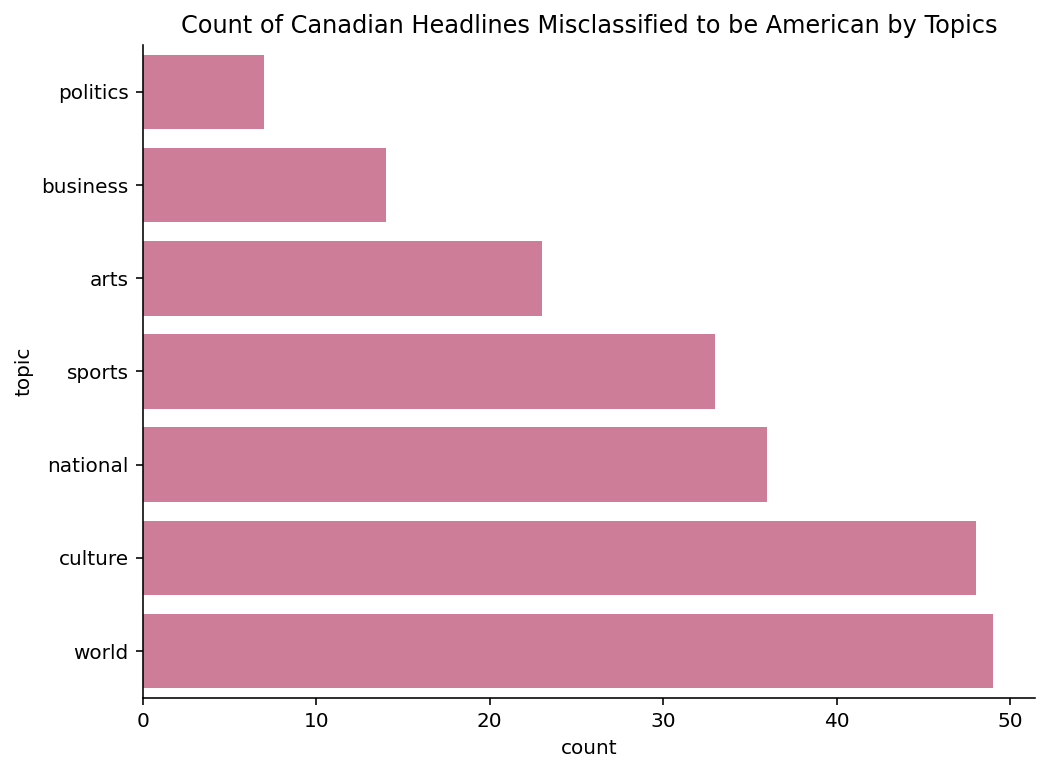 Count of Canadian Headlines Misclassified to be American by Topics
politics
business
arts
sports
national
culture
world
topic
0 10 20 30 40 50
count